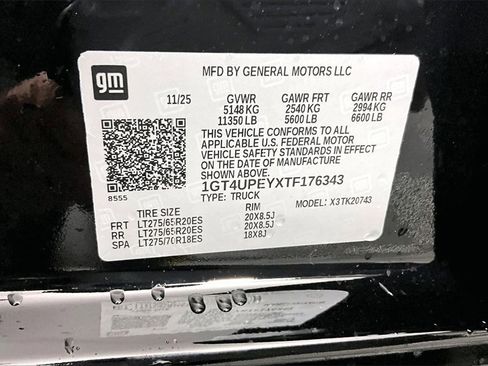 gm
MFD BY GENERAL MOTORS LLC
11/25 GVWR GAWR FRT GAWR RR
5148 KG 2540 KG 2994 KG
11350 LB 5600 LB 6600 LB
THIS VEHICLE CONFORMS TO ALL
APPLICABLE U.S. FEDERAL MOTOR
VEHICLE SAFETY STANDARDS IN EFFECT
ON THE DATE OF MANUFACTURE
SHOWN ABOVE.
1GT4UPEYXTF176343
TYPE: TRUCK MODEL: X3TK20743
8555
TIRE SIZE RIM
FRT LT275/65R20ES 20X8.5J
RR LT275/65R20ES 20X8.5J
SPA LT275/70R18ES 18X8J